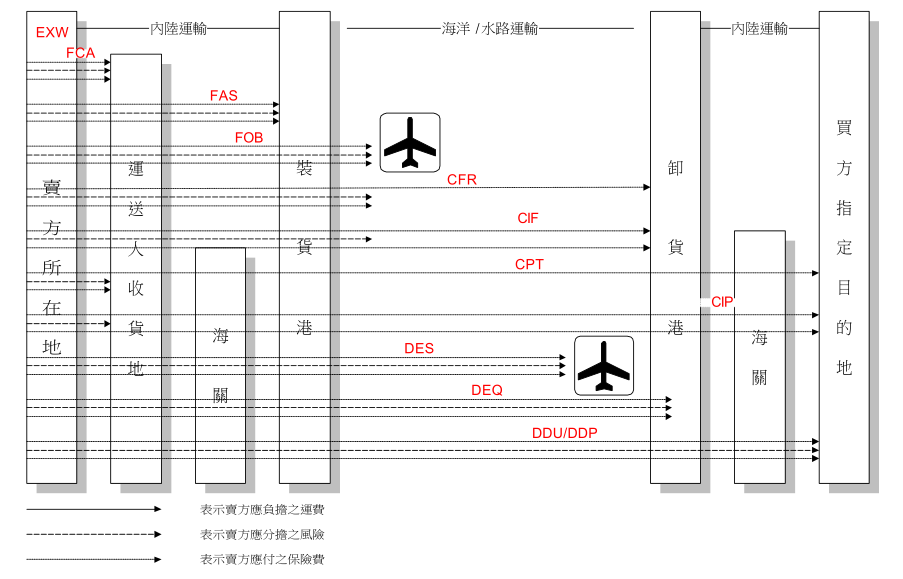 EXW
內陸運輸
海洋 /水路運輸
內陸運輸
FCA
FAS
FOB
CFR
CIF
CPT
CIP
DES
DEQ
DDU/DDP
賣方所在地
運送人收貨地
海關
裝貨港
卸貨港
海關
買方指定目的地
表示賣方應負擔之運費
表示賣方應分擔之風險
表示賣方應付之保險費